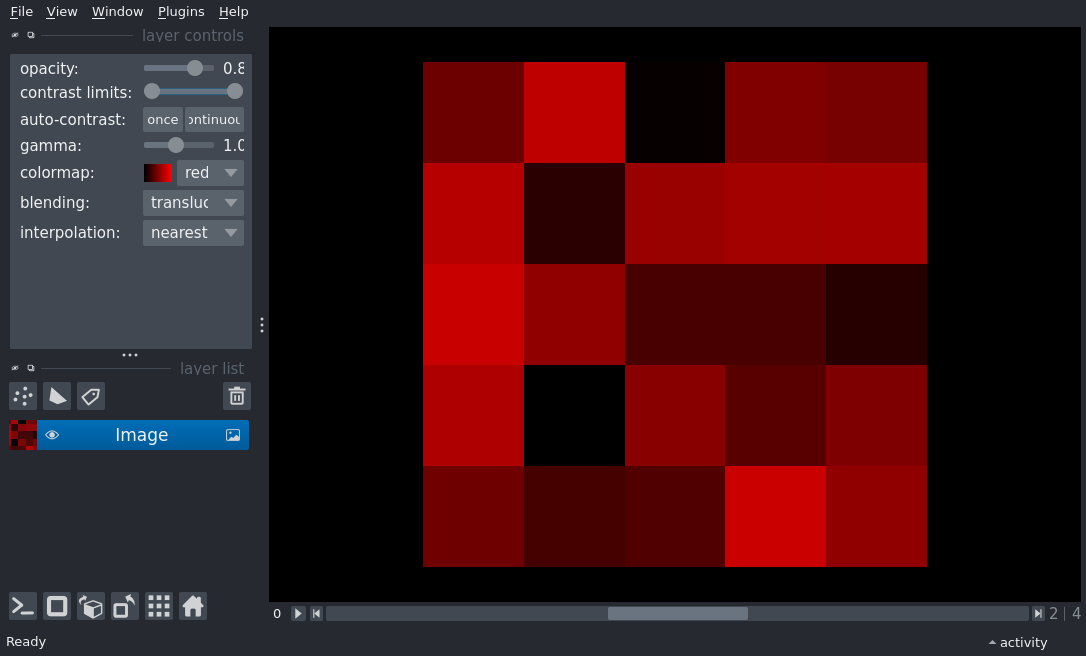 File View Window Plugins Help
layer controls
opacity: 0.8
contrast limits:
auto-contrast: once ontinuou
gamma: 1.0
colormap: red
blending: transluc
interpolation: nearest
layer list
Image
0 2 | 4
Ready activity